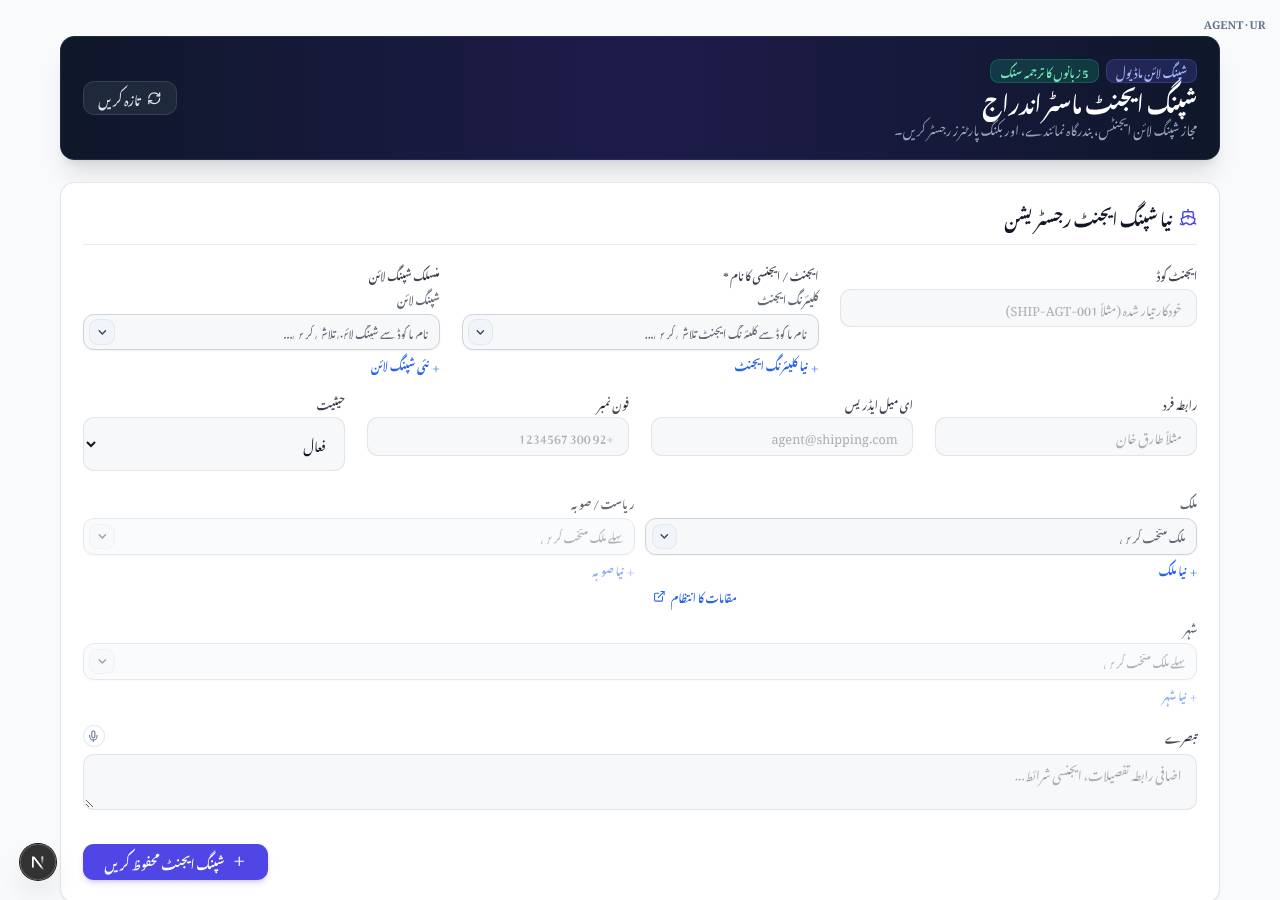 AGENT·UR
شپنگ لائن ماڈیول
5 زبانوں کا ترجمہ سنک
شپنگ ایجنٹ ماسٹر اندراج
مجاز شپنگ لائن ایجنٹس، بندرگاہ نمائندے، اور بکنگ پارٹنرز رجسٹر کریں۔
تازہ کریں
نیا شپنگ ایجنٹ رجسٹریشن
ایجنٹ کوڈ
خودکار تیار شدہ (مثلاً SHIP-AGT-001)
ایجنٹ / ایجنسی کا نام *
کلیئرنگ ایجنٹ
نام یا کوڈ سے کلیئرنگ ایجنٹ تلاش کریں...
+ نیا کلیئرنگ ایجنٹ
منسلک شپنگ لائن
شپنگ لائن
نام یا کوڈ سے شپنگ لائن تلاش کریں...
+ نئی شپنگ لائن
رابطہ فرد
مثلاً طارق خان
ای میل ایڈریس
agent@shipping.com
فون نمبر
+92 300 1234567
حیثیت
فعال
ملک
ملک منتخب کریں
+ نیا ملک
ریاست / صوبہ
پہلے ملک منتخب کریں
+ نیا صوبہ
مقامات کا انتظام
شہر
پہلے ملک منتخب کریں
+ نیا شہر
تبصرے
اضافی رابطہ تفصیلات، ایجنسی شرائط...
+ شپنگ ایجنٹ محفوظ کریں
N